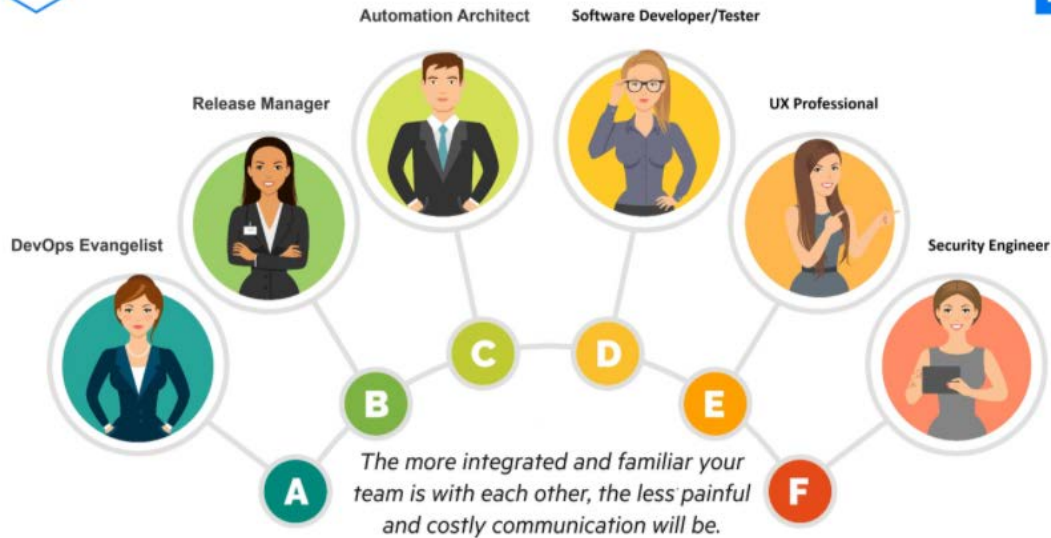 Automation Architect
Software Developer/Tester
Release Manager
UX Professional
DevOps Evangelist
Security Engineer
A
B
C
D
E
F
The more integrated and familiar your
team is with each other, the less painful
and costly communication will be.